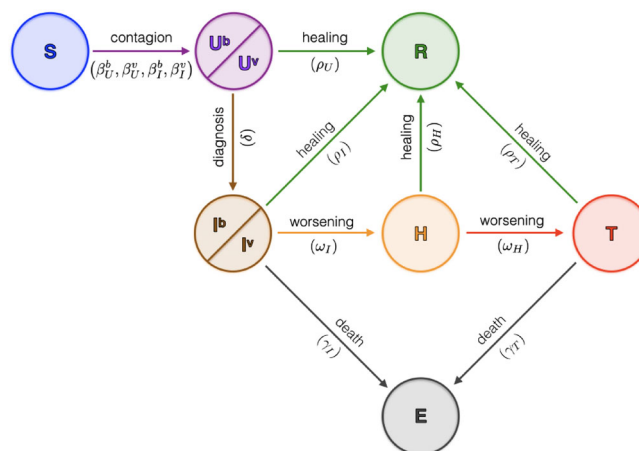 contagion
S
(β_U^b, β_U^v, β_I^b, β_I^v)
U^b
U^v
healing
(ρ_U)
R
diagnosis
(δ)
healing
(ρ_I)
healing
(ρ_H)
healing
(ρ_T)
I^b
I^v
worsening
(ω_I)
H
worsening
(ω_H)
T
death
(γ_I)
death
(γ_T)
E